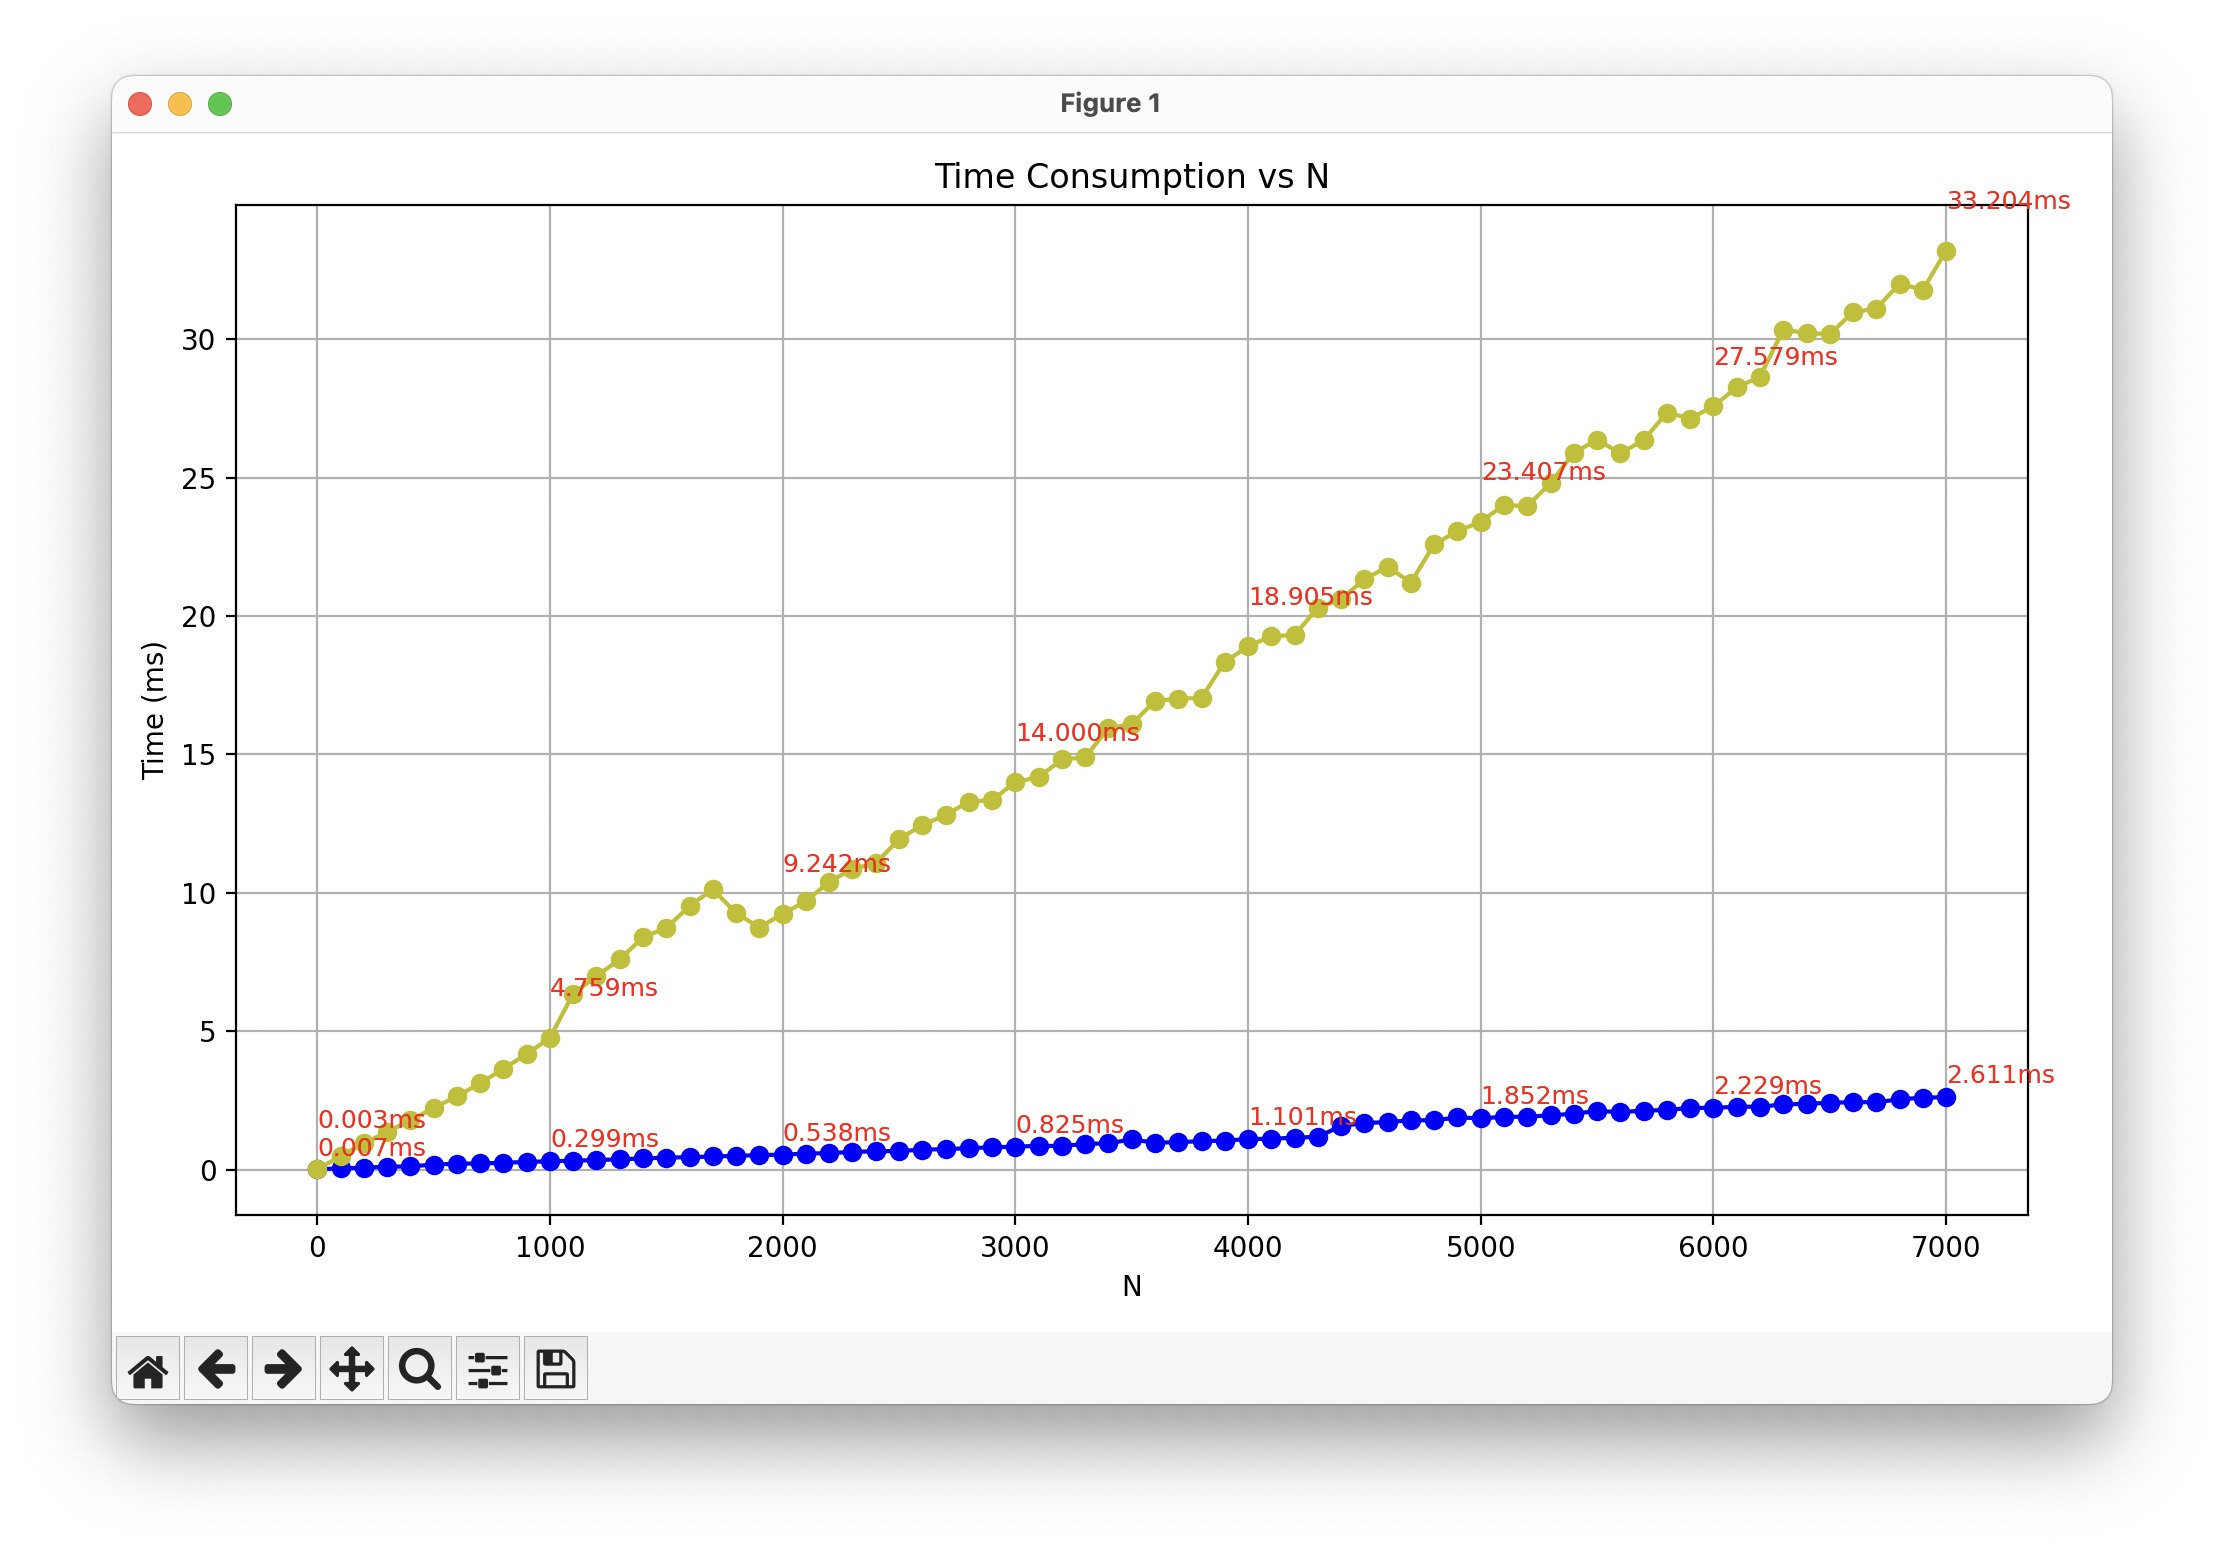 Figure 1
Time Consumption vs N
33.204ms
30
27.579ms
25
23.407ms
20
18.905ms
Time (ms)
15
14.000ms
10
9.242ms
5
4.759ms
0.003ms
0.007ms
0.299ms
0.538ms
0.825ms
1.101ms
1.852ms
2.229ms
2.611ms
0
0 1000 2000 3000 4000 5000 6000 7000
N